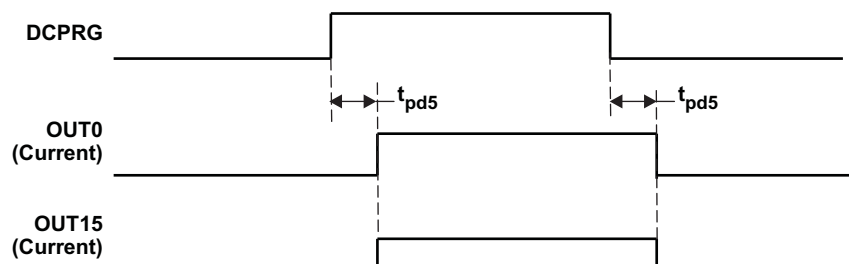 DCPRG
tpd5 tpd5
OUT0
(Current)
OUT15
(Current)